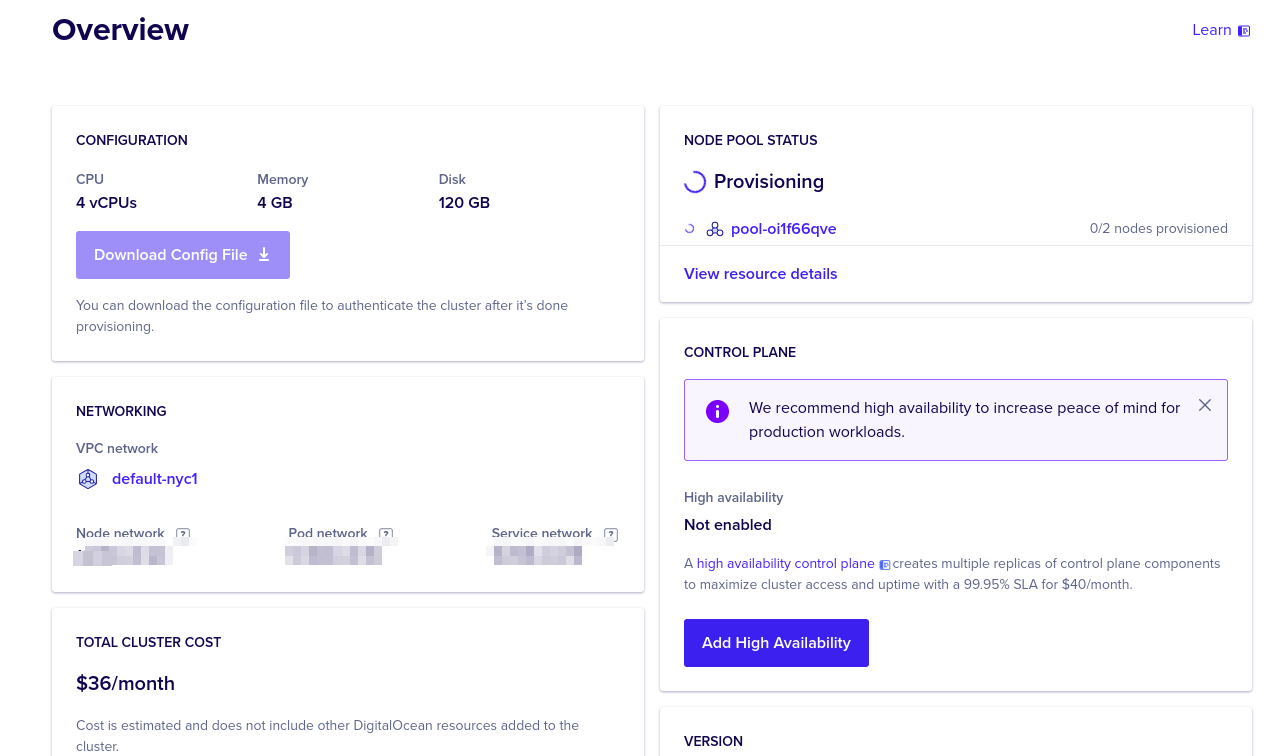 Overview
Learn
CONFIGURATION
CPU
Memory
Disk
4 vCPUs
4 GB
120 GB
Download Config File
You can download the configuration file to authenticate the cluster after it’s done
provisioning.
NETWORKING
VPC network
default-nyc1
Node network
Pod network
Service network
TOTAL CLUSTER COST
$36/month
Cost is estimated and does not include other DigitalOcean resources added to the
cluster.
NODE POOL STATUS
Provisioning
pool-oi1f66qve
0/2 nodes provisioned
View resource details
CONTROL PLANE
We recommend high availability to increase peace of mind for
production workloads.
High availability
Not enabled
A high availability control plane creates multiple replicas of control plane components
to maximize cluster access and uptime with a 99.95% SLA for $40/month.
Add High Availability
VERSION